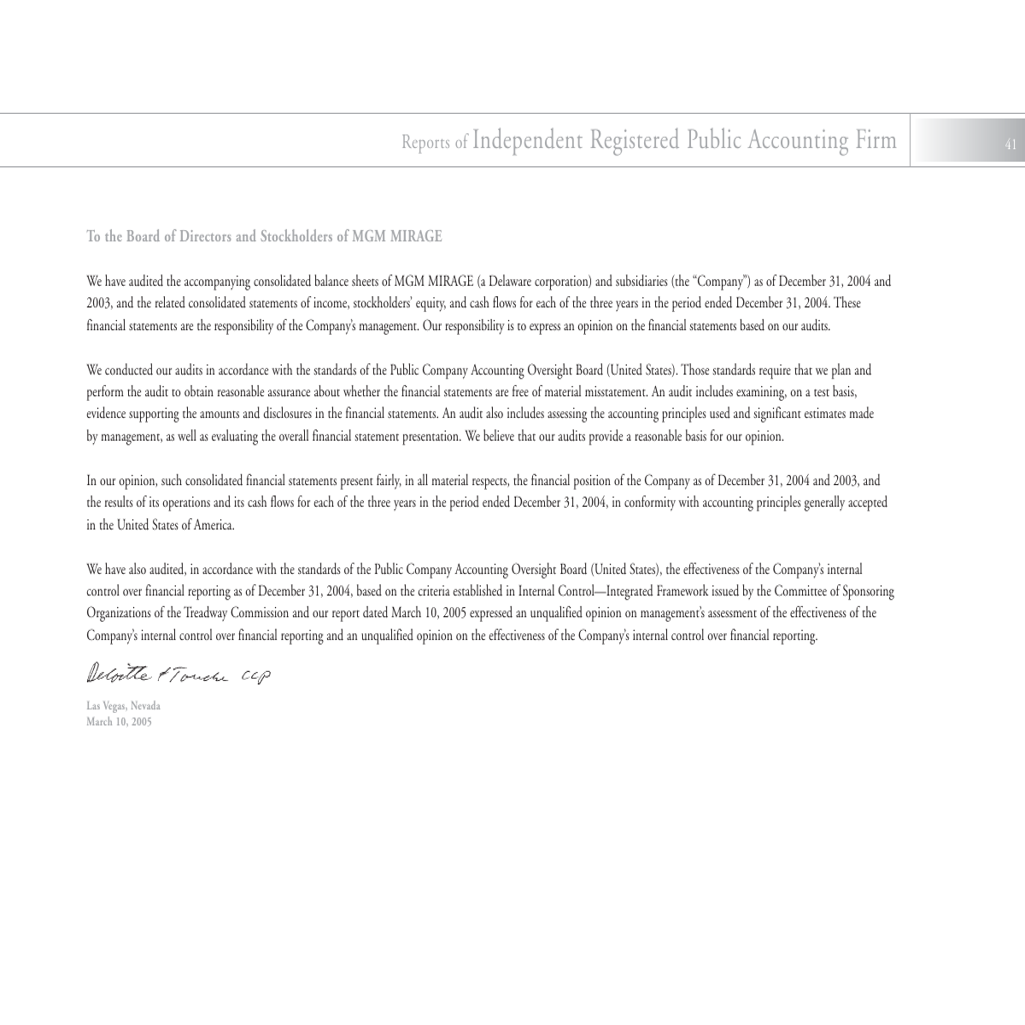 Reports of Independent Registered Public Accounting Firm
41
To the Board of Directors and Stockholders of MGM MIRAGE
We have audited the accompanying consolidated balance sheets of MGM MIRAGE (a Delaware corporation) and subsidiaries (the “Company”) as of December 31, 2004 and
2003, and the related consolidated statements of income, stockholders’ equity, and cash flows for each of the three years in the period ended December 31, 2004. These
financial statements are the responsibility of the Company’s management. Our responsibility is to express an opinion on the financial statements based on our audits.
We conducted our audits in accordance with the standards of the Public Company Accounting Oversight Board (United States). Those standards require that we plan and
perform the audit to obtain reasonable assurance about whether the financial statements are free of material misstatement. An audit includes examining, on a test basis,
evidence supporting the amounts and disclosures in the financial statements. An audit also includes assessing the accounting principles used and significant estimates made
by management, as well as evaluating the overall financial statement presentation. We believe that our audits provide a reasonable basis for our opinion.
In our opinion, such consolidated financial statements present fairly, in all material respects, the financial position of the Company as of December 31, 2004 and 2003, and
the results of its operations and its cash flows for each of the three years in the period ended December 31, 2004, in conformity with accounting principles generally accepted
in the United States of America.
We have also audited, in accordance with the standards of the Public Company Accounting Oversight Board (United States), the effectiveness of the Company’s internal
control over financial reporting as of December 31, 2004, based on the criteria established in Internal Control—Integrated Framework issued by the Committee of Sponsoring
Organizations of the Treadway Commission and our report dated March 10, 2005 expressed an unqualified opinion on management’s assessment of the effectiveness of the
Company’s internal control over financial reporting and an unqualified opinion on the effectiveness of the Company’s internal control over financial reporting.
Deloitte & Touche LLP
Las Vegas, Nevada
March 10, 2005